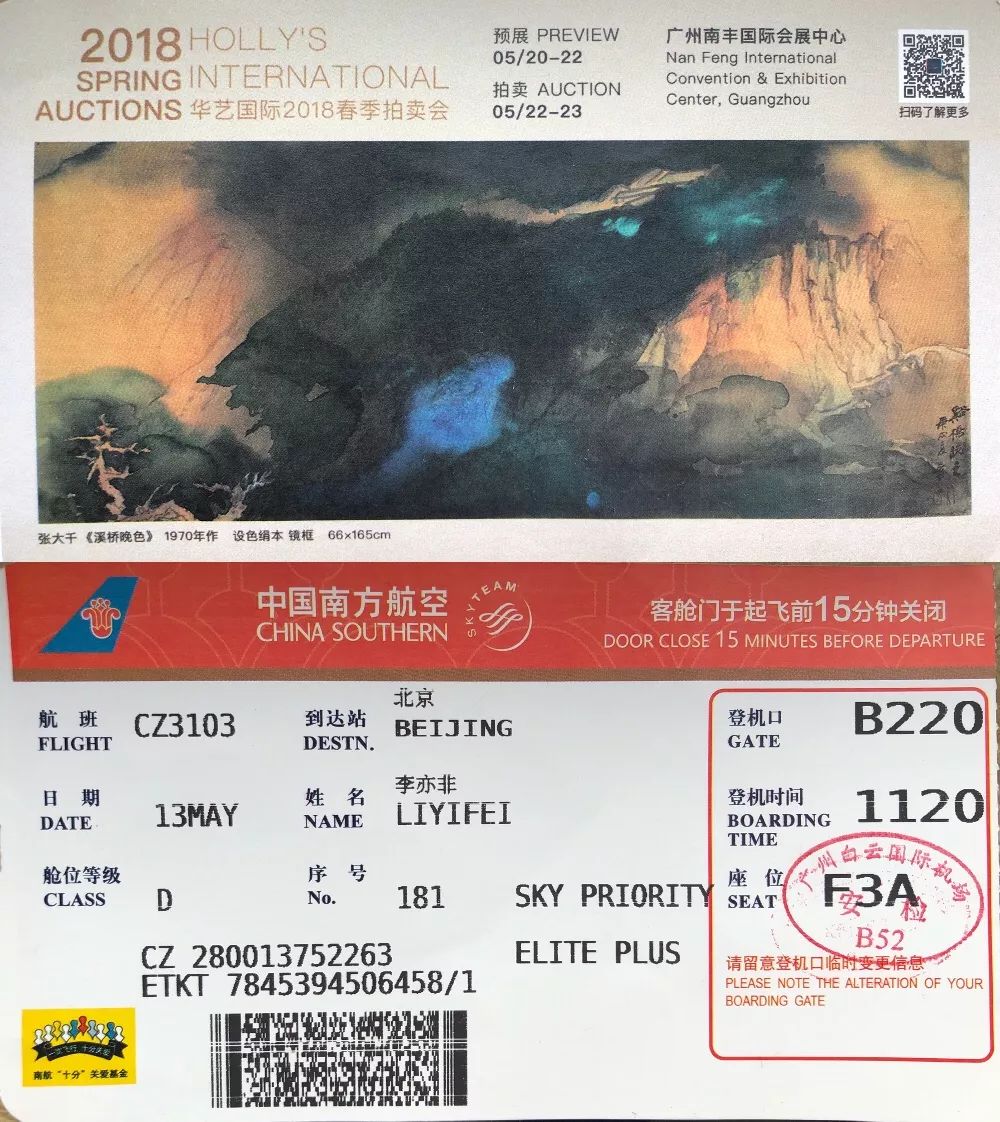 2018 HOLLY'S
SPRING INTERNATIONAL
AUCTIONS 华艺国际2018春季拍卖会
预展 PREVIEW
05/20-22
拍卖 AUCTION
05/22-23
广州南丰国际会展中心
Nan Feng International
Convention & Exhibition
Center, Guangzhou
扫码了解更多
张大千《溪桥晚色》 1970年作 设色绢本 镜框 66×165cm
中国南方航空
CHINA SOUTHERN
SKYTEAM
客舱门于起飞前15分钟关闭
DOOR CLOSE 15 MINUTES BEFORE DEPARTURE
航 班 CZ3103
FLIGHT
到达站 北京
DESTN. BEIJING
登机口 B220
GATE
日 期 13MAY
DATE
姓 名 李亦非
NAME LIYIFEI
登机时间 1120
BOARDING
TIME
舱位等级 D
CLASS
序 号 181
No.
SKY PRIORITY
座 位 F3A
SEAT
广州白云国际机场
安检
B52
CZ 280013752263
ETKT 7845394506458/1
ELITE PLUS
请留意登机口临时变更信息
PLEASE NOTE THE ALTERATION OF YOUR
BOARDING GATE
南航“十分”关爱基金